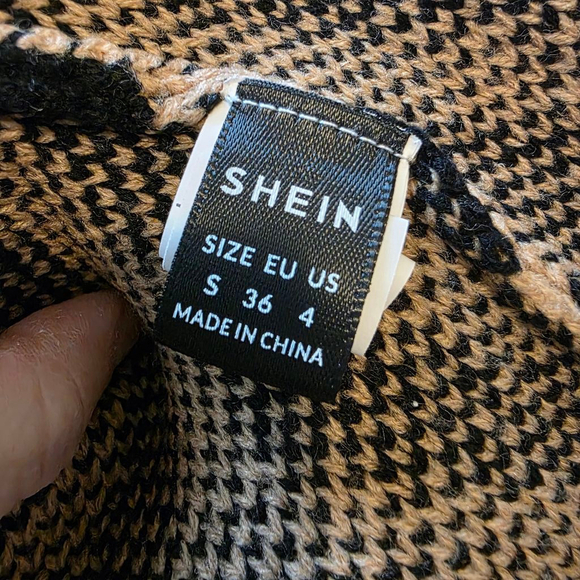 SHEIN
SIZE EU US
S 36 4
MADE IN CHINA